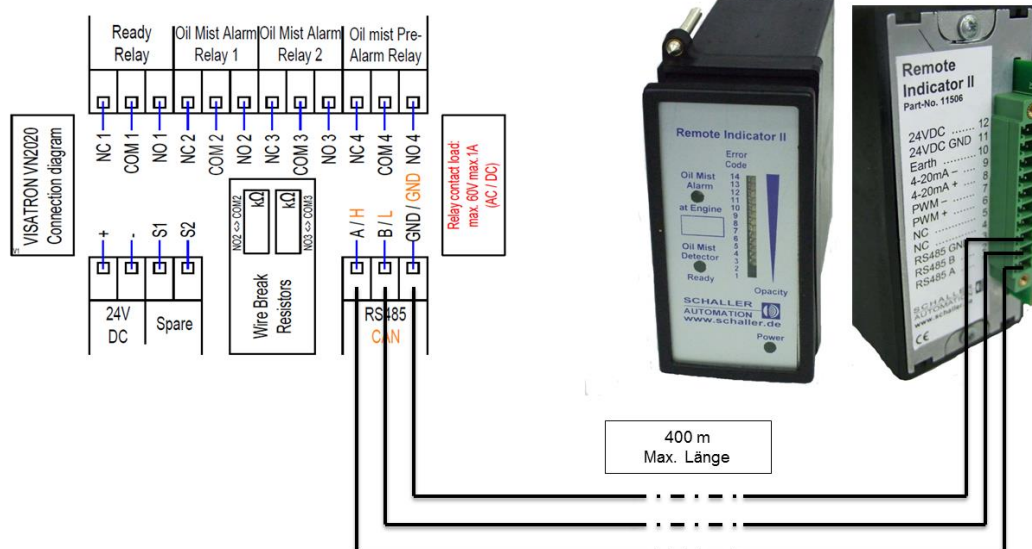 Ready
Relay
Oil Mist Alarm
Relay 1
Oil Mist Alarm
Relay 2
Oil mist Pre-
Alarm Relay
NC 1
COM 1
NO 1
NC 2
COM 2
NO 2
NC 3
COM 3
NO 3
NC 4
COM 4
NO 4
VISATRON VN2020
Connection diagram
+
-
S1
S2
NO2 <> COM2
kΩ
NO3 <> COM3
kΩ
Wire Break
Resistors
A / H
B / L
GND / GND
Relay contact load:
max. 60V max.1A
(AC / DC)
24V
DC
Spare
RS485
CAN
Remote Indicator II
Error
Code
Oil Mist
Alarm
at Engine
14
13
12
11
10
9
8
7
6
5
4
3
2
1
Oil Mist
Detector
Ready
Opacity
SCHALLER
AUTOMATION
www.schaller.de
Power
Remote
Indicator II
Part-No. 11506
24VDC ...... 12
24VDC GND 11
Earth ........ 10
4-20mA – ... 9
4-20mA + ... 8
PWM – ...... 7
PWM + ...... 6
NC ........ 5
NC
RS485 GND
RS485 B
RS485 A
SCHALLER
AUTOMATION
www.schaller.de
CE
400 m
Max. Länge